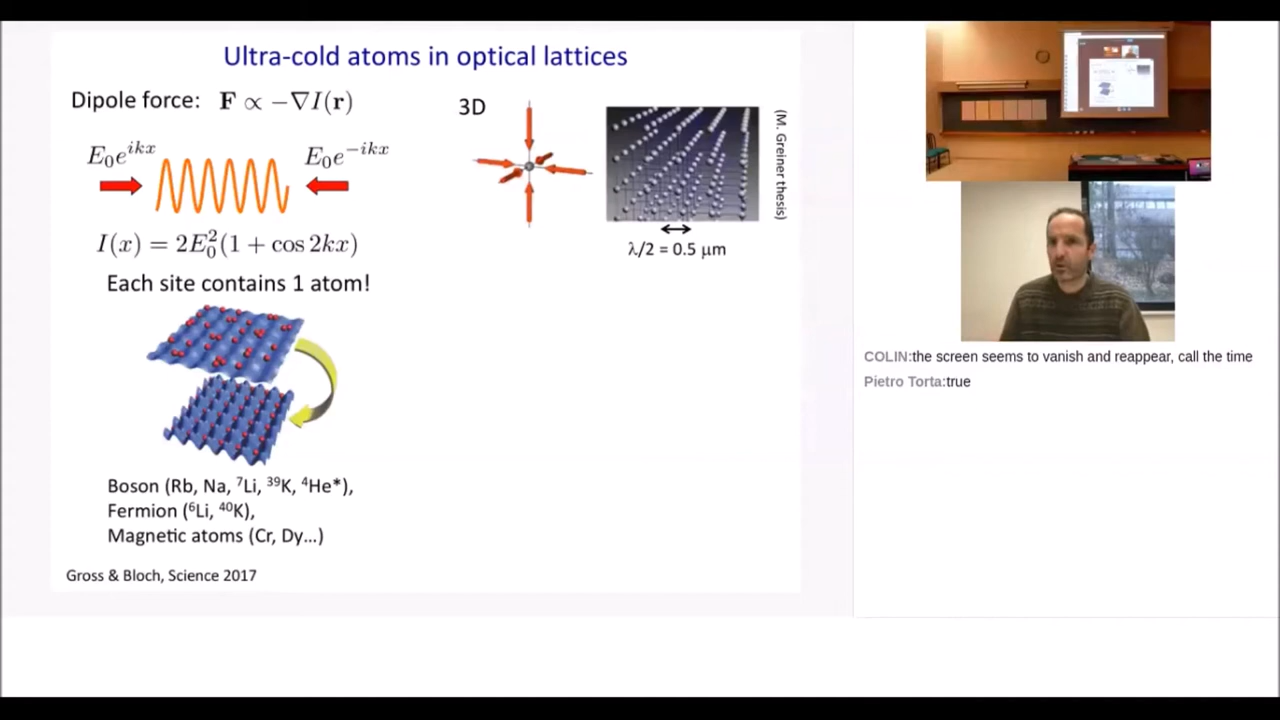 Ultra-cold atoms in optical lattices
Dipole force: F ∝ −∇I(r)
E₀e^{ikx}
E₀e^{−ikx}
I(x) = 2E₀²(1 + cos 2kx)
Each site contains 1 atom!
3D
(M. Greiner thesis)
λ/2 = 0.5 μm
Boson (Rb, Na, ⁷Li, ³⁹K, ⁴He*),
Fermion (⁶Li, ⁴⁰K),
Magnetic atoms (Cr, Dy…)
Gross & Bloch, Science 2017
COLIN:the screen seems to vanish and reappear, call the time
Pietro Torta:true